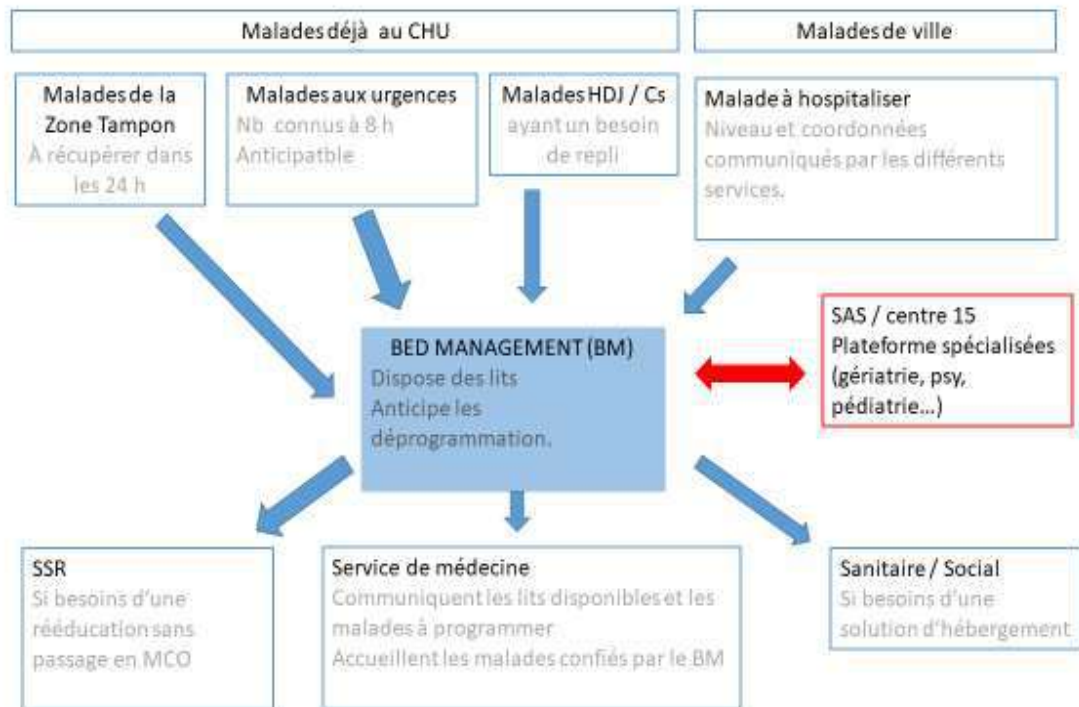 Malades déjà au CHU
Malades de ville
Malades de la
Zone Tampon
À récupérer dans
les 24 h
Malades aux urgences
Nb connus à 8 h
Anticipatble
Malades HDJ / Cs
ayant un besoin
de repli
Malade à hospitaliser
Niveau et coordonnées
communiqués par les différents
services.
BED MANAGEMENT (BM)
Dispose des lits
Anticipe les
déprogrammation.
SAS / centre 15
Plateforme spécialisées
(gériatrie, psy,
pédiatrie...)
SSR
Si besoins d'une
rééducation sans
passage en MCO
Service de médecine
Communiquent les lits disponibles et les
malades à programmer
Accueillent les malades confiés par le BM
Sanitaire / Social
Si besoins d'une
solution d'hébergement